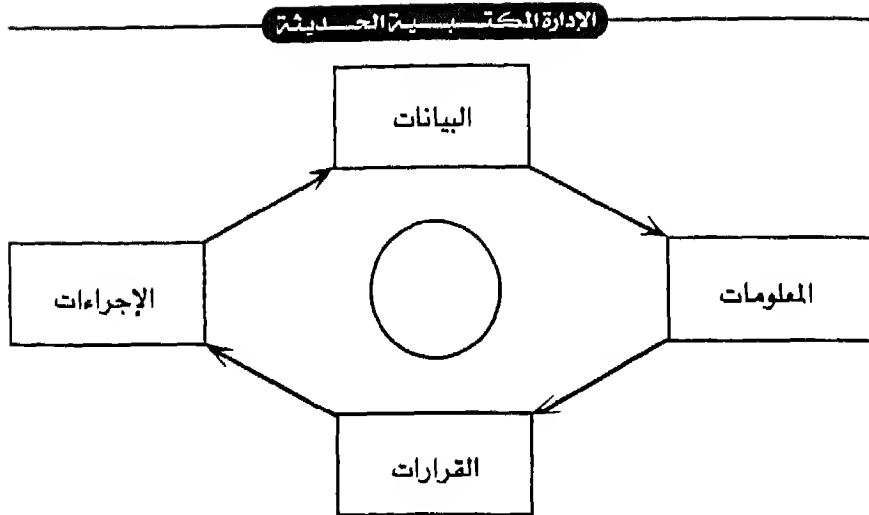 الإدارة المكتبية الحديثة
البيانات
المعلومات
الإجراءات
القرارات